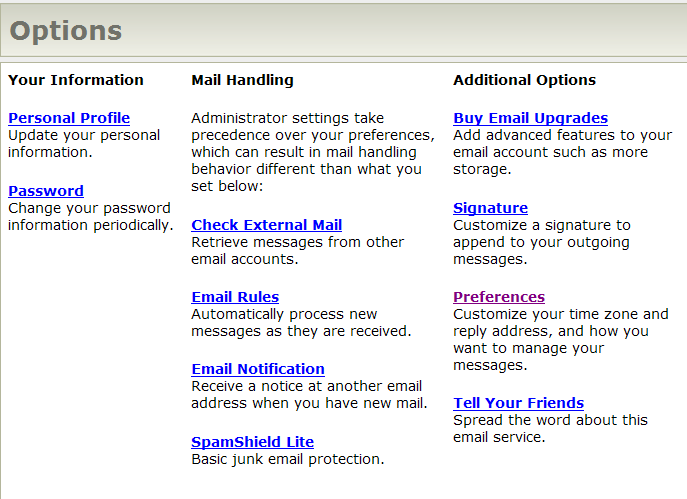 Options
Your Information
Personal Profile
Update your personal
information.
Password
Change your password
information periodically.
Mail Handling
Administrator settings take
precedence over your preferences,
which can result in mail handling
behavior different than what you
set below:
Check External Mail
Retrieve messages from other
email accounts.
Email Rules
Automatically process new
messages as they are received.
Email Notification
Receive a notice at another email
address when you have new mail.
SpamShield Lite
Basic junk email protection.
Additional Options
Buy Email Upgrades
Add advanced features to your
email account such as more
storage.
Signature
Customize a signature to
append to your outgoing
messages.
Preferences
Customize your time zone and
reply address, and how you
want to manage your
messages.
Tell Your Friends
Spread the word about this
email service.